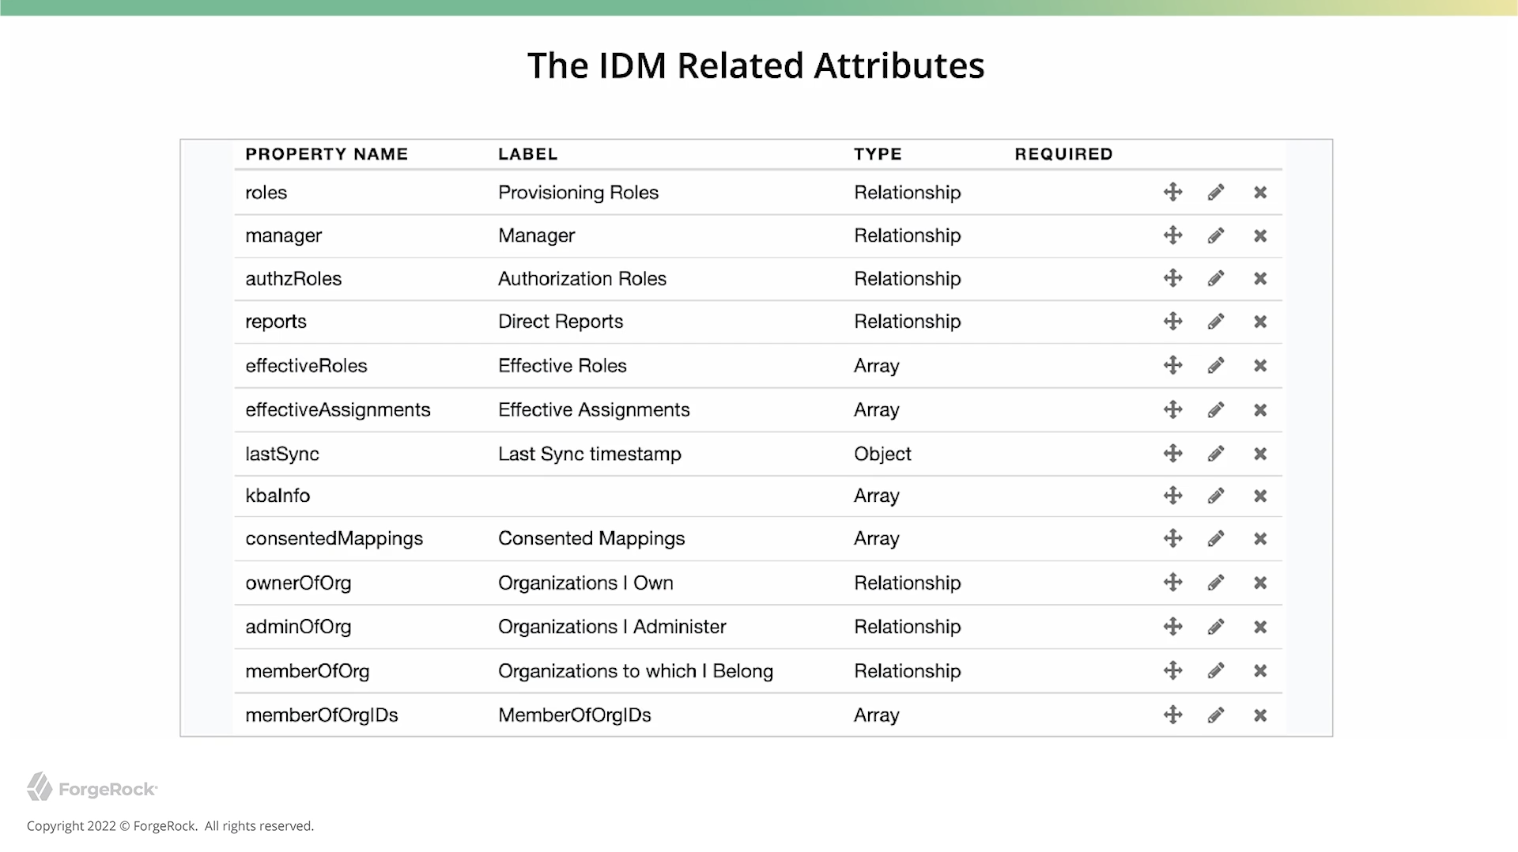 The IDM Related Attributes
PROPERTY NAME LABEL TYPE REQUIRED
roles Provisioning Roles Relationship
manager Manager Relationship
authzRoles Authorization Roles Relationship
reports Direct Reports Relationship
effectiveRoles Effective Roles Array
effectiveAssignments Effective Assignments Array
lastSync Last Sync timestamp Object
kbaInfo Array
consentedMappings Consented Mappings Array
ownerOfOrg Organizations I Own Relationship
adminOfOrg Organizations I Administer Relationship
memberOfOrg Organizations to which I Belong Relationship
memberOfOrgIDs MemberOfOrgIDs Array
ForgeRock
Copyright 2022 © ForgeRock. All rights reserved.